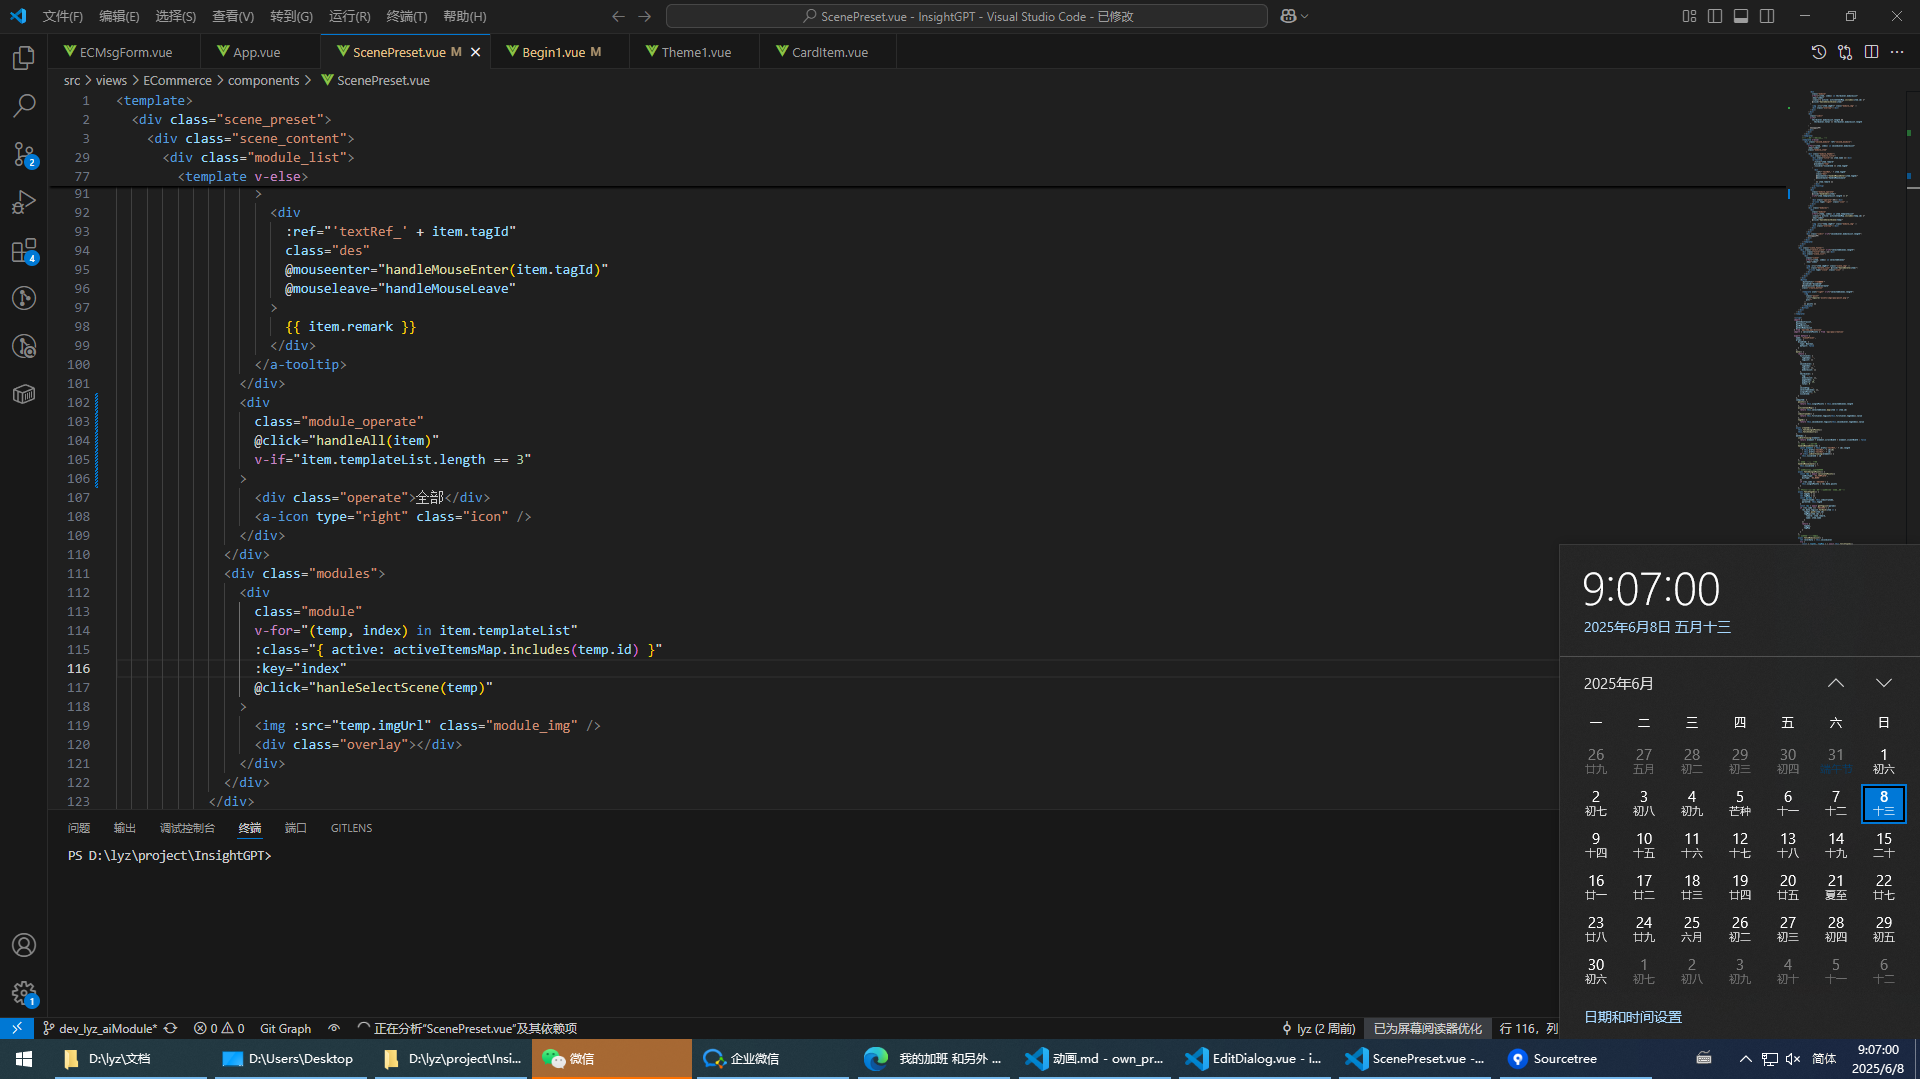 文件(F) 编辑(E) 选择(S) 查看(V) 转到(G) 运行(R) 终端(T) 帮助(H) ScenePreset.vue - InsightGPT - Visual Studio Code - 已修改
ECMsgForm.vue App.vue ScenePreset.vue M Begin1.vue M Theme1.vue CardItem.vue
src > views > ECommerce > components > ScenePreset.vue
1 <template>
2 <div class="scene_preset">
3 <div class="scene_content">
29 <div class="module_list">
77 <template v-else>
91 >
92 <div
93 :ref="'textRef_' + item.tagId"
94 class="des"
95 @mouseenter="handleMouseEnter(item.tagId)"
96 @mouseleave="handleMouseLeave"
97 >
98 {{ item.remark }}
99 </div>
100 </a-tooltip>
101 </div>
102 <div
103 class="module_operate"
104 @click="handleAll(item)"
105 v-if="item.templateList.length == 3"
106 >
107 <div class="operate">全部</div>
108 <a-icon type="right" class="icon" />
109 </div>
110 </div>
111 <div class="modules">
112 <div
113 class="module"
114 v-for="(temp, index) in item.templateList"
115 :class="{ active: activeItemsMap.includes(temp.id) }"
116 :key="index"
117 @click="hanleSelectScene(temp)"
118 >
119 <img :src="temp.imgUrl" class="module_img" />
120 <div class="overlay"></div>
121 </div>
122 </div>
123 </div>
问题 输出 调试控制台 终端 端口 GITLENS
PS D:\lyz\project\InsightGPT>
2
4
1
9:07:00
2025年6月8日 五月十三
2025年6月
一 二 三 四 五 六 日
26 27 28 29 30 31 1
廿九 五月 初二 初三 初四 初六
2 3 4 5 6 7 8
初七 初八 初九 芒种 十一 十二 十三
9 10 11 12 13 14 15
十四 十五 十六 十七 十八 十九 二十
16 17 18 19 20 21 22
廿一 廿二 廿三 廿四 廿五 夏至 廿七
23 24 25 26 27 28 29
廿八 廿九 六月 初二 初三 初四 初五
30 1 2 3 4 5 6
初六 初七 初八 初九 初十 十一 十二
日期和时间设置
dev_lyz_aiModule* 0 0 Git Graph 正在分析"ScenePreset.vue"及其依赖项 lyz (2 周前) 已为屏幕阅读器优化 行 116, 列
D:\lyz\文档 D:\Users\Desktop D:\lyz\project\Insi... 微信 企业微信 我的加班 和另外 ... 动画.md - own_pr... EditDialog.vue - i... ScenePreset.vue -... Sourcetree 简体 9:07:00
2025/6/8